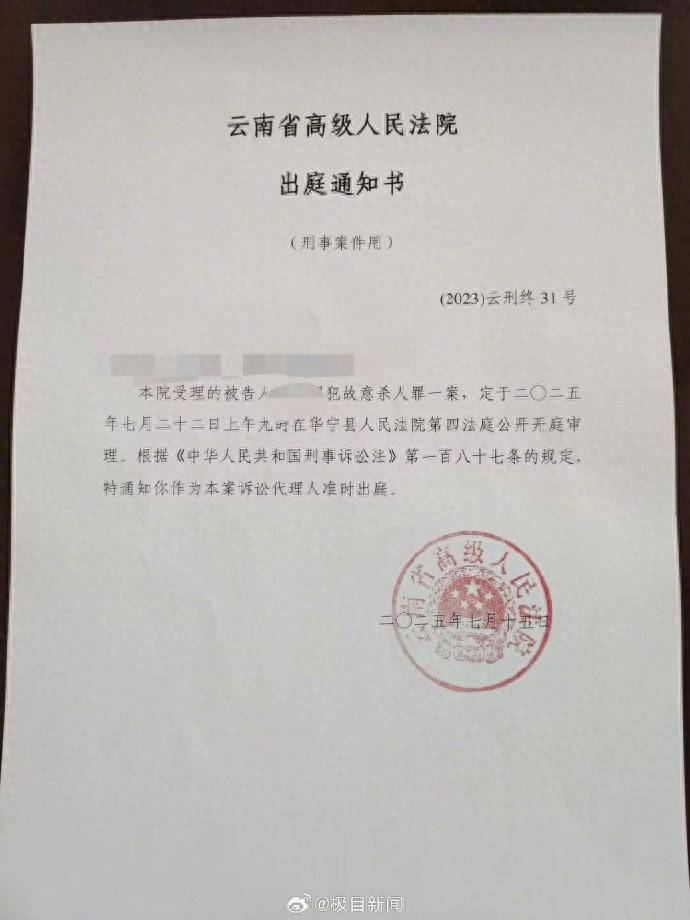 云南省高级人民法院
出庭通知书
（刑事案件用）
(2023)云刑终 31 号
本院受理的被告人 犯故意杀人罪一案，定于二〇二五
年七月二十二日上午九时在华宁县人民法院第四法庭公开开庭审
理。根据《中华人民共和国刑事诉讼法》第一百八十七条的规定，
特通知你作为本案诉讼代理人准时出庭。
云南省高级人民法院
二〇二五年七月十五日
@极目新闻